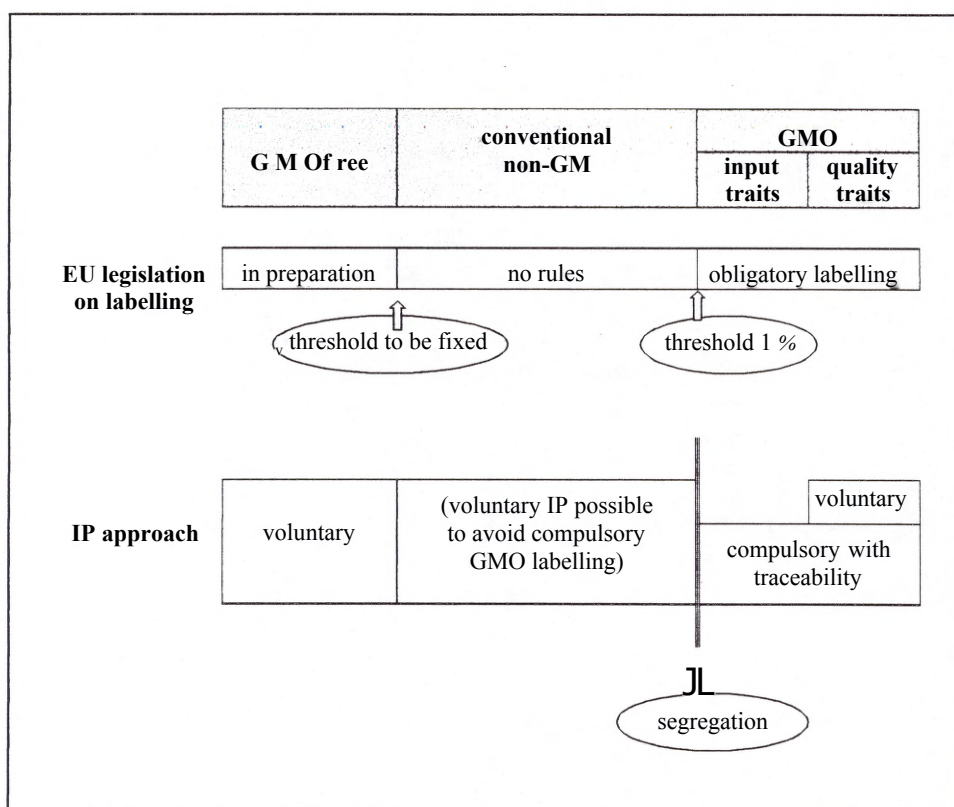 G M Of ree
conventional
non-GM
GMO
input
traits
quality
traits
EU legislation
on labelling
in preparation
no rules
obligatory labelling
v threshold to be fixed
threshold 1 %
IP approach
voluntary
(voluntary IP possible
to avoid compulsory
GMO labelling)
voluntary
compulsory with
traceability
JL
segregation